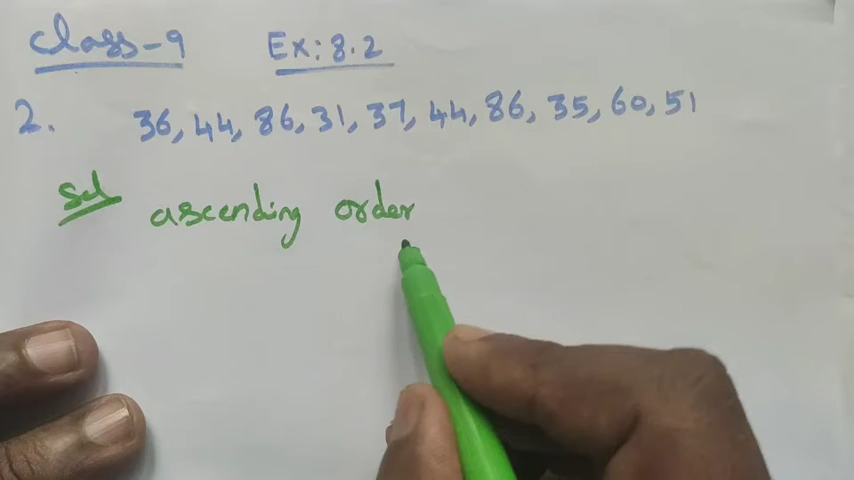 Class-9 Ex: 8.2
2. 36, 44, 86, 31, 37, 44, 86, 35, 60, 51
Sol
ascending order